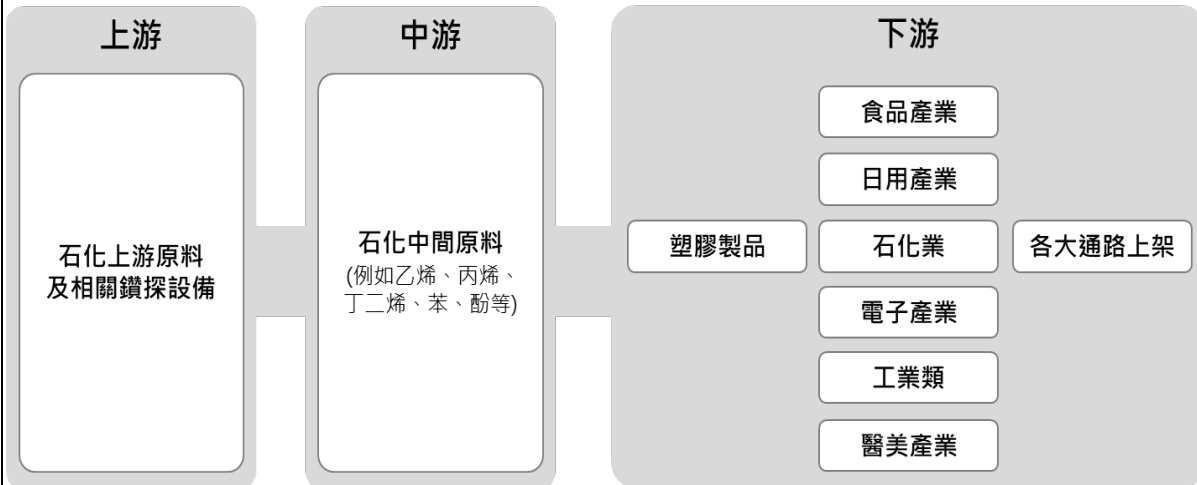 上游
石化上游原料
及相關鑽探設備
中游
石化中間原料
(例如乙烯、丙烯、
丁二烯、苯、酚等)
下游
食品產業
日用產業
塑膠製品
石化業
各大通路上架
電子產業
工業類
醫美產業